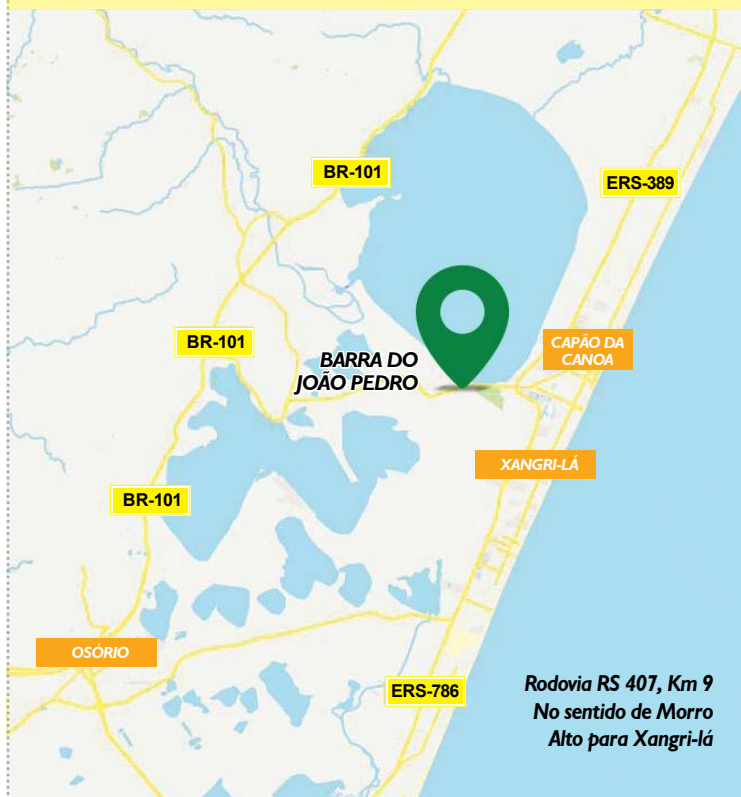 BR-101
ERS-389
BR-101
CAPÃO DA
CANOA
BARRA DO
JOÃO PEDRO
XANGRI-LÁ
BR-101
OSÓRIO
ERS-786
Rodovia RS 407, Km 9
No sentido de Morro
Alto para Xangri-lá